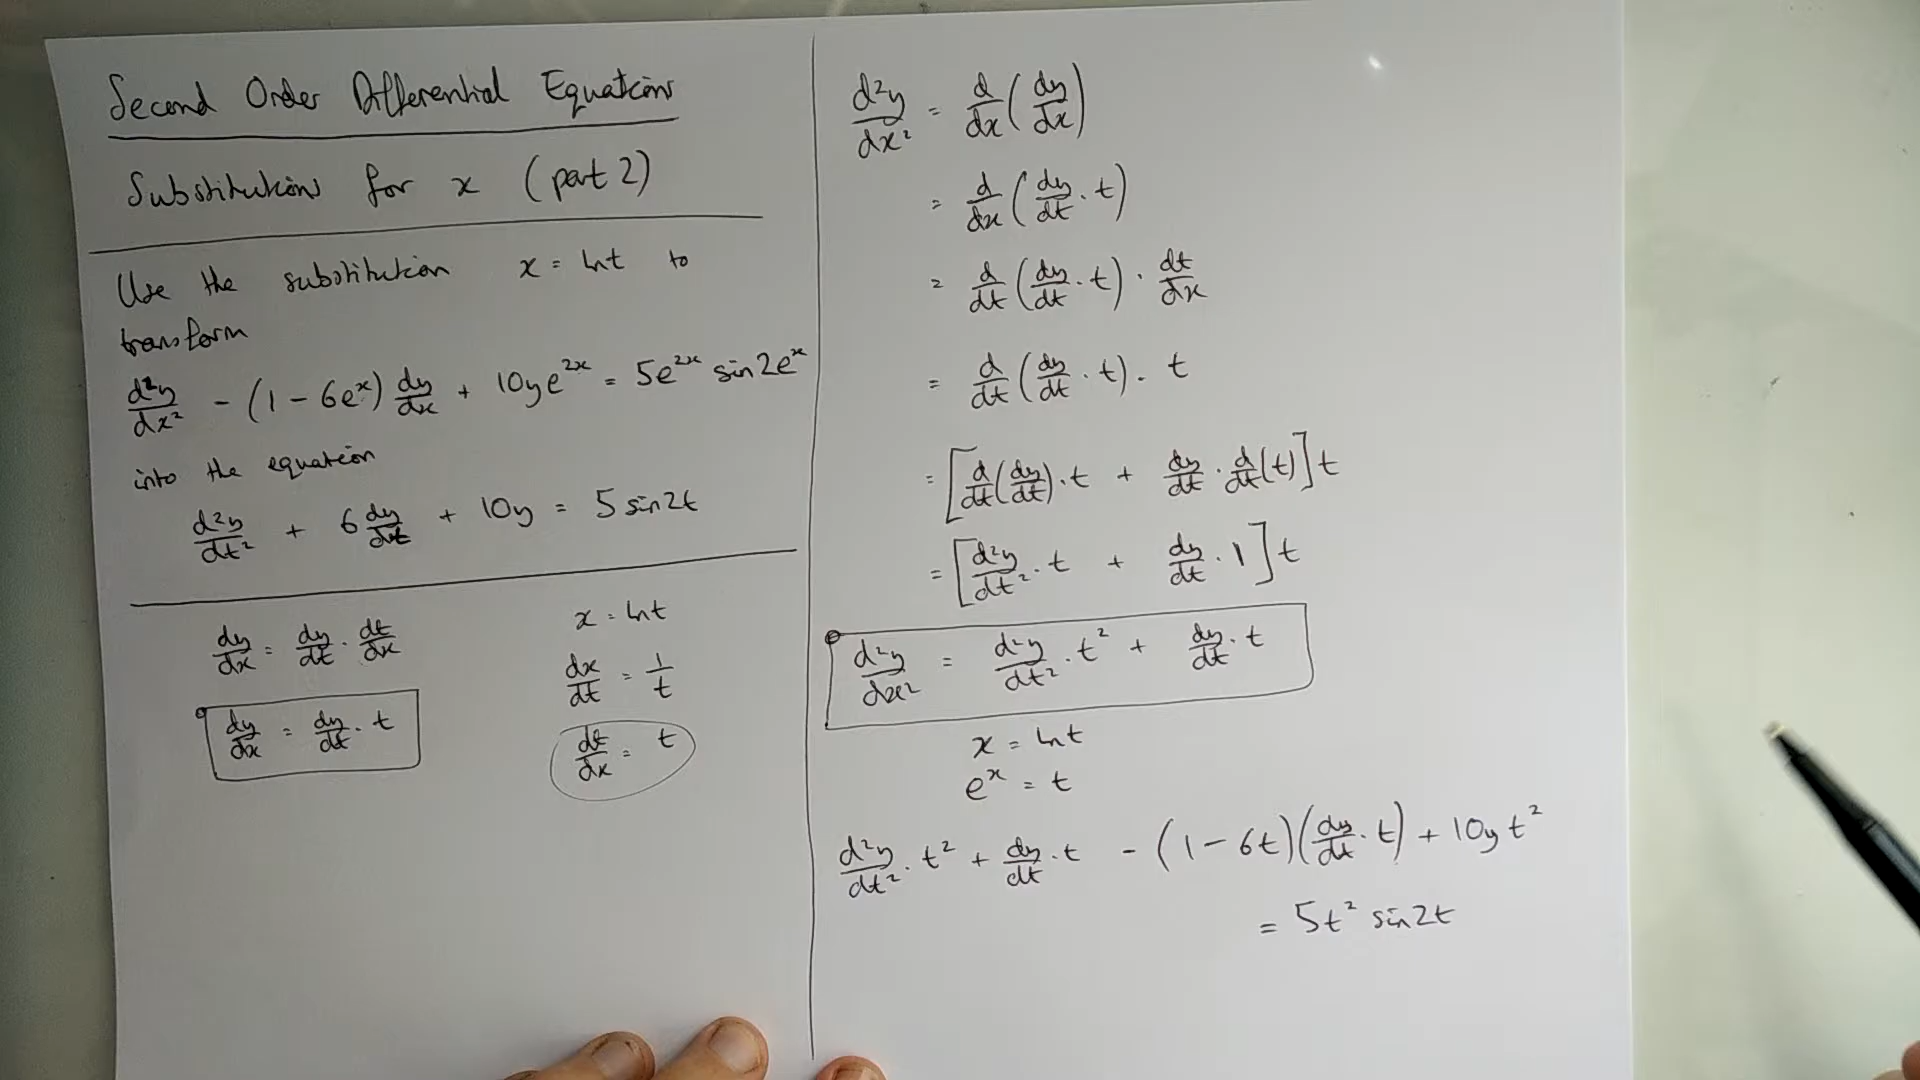 Second Order Differential Equations
Substitutions for x (part 2)
Use the substitution x = ln t to
transform
d²y/dx² - (1 - 6eˣ) dy/dx + 10ye²ˣ = 5e²ˣ sin2eˣ
into the equation
d²y/dt² + 6 dy/dt + 10y = 5 sin2t
dy/dx = dy/dt · dt/dx
dy/dx = dy/dt · t
x = ln t
dx/dt = 1/t
dt/dx = t
d²y/dx² = d/dx (dy/dx)
= d/dx (dy/dt · t)
= d/dt (dy/dt · t) · dt/dx
= d/dt (dy/dt · t) · t
= [d/dt (dy/dt) · t + dy/dt · d/dt (t)] t
= [d²y/dt² · t + dy/dt · 1] t
d²y/dx² = d²y/dt² · t² + dy/dt · t
x = ln t
eˣ = t
d²y/dt² · t² + dy/dt · t - (1 - 6t)(dy/dt · t) + 10yt²
= 5t² sin2t